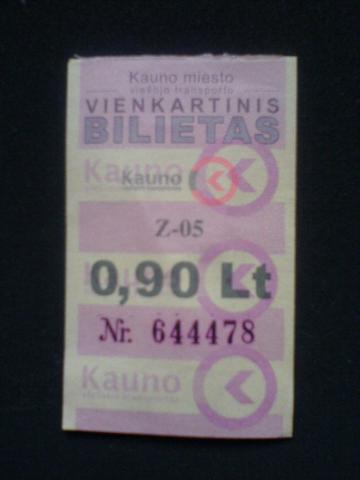 Kauno miesto
viešojo transporto
VIENKARTINIS
BILIETAS
Kauno
Kauno
Z-05
0,90 Lt
Nr. 644478
Kauno